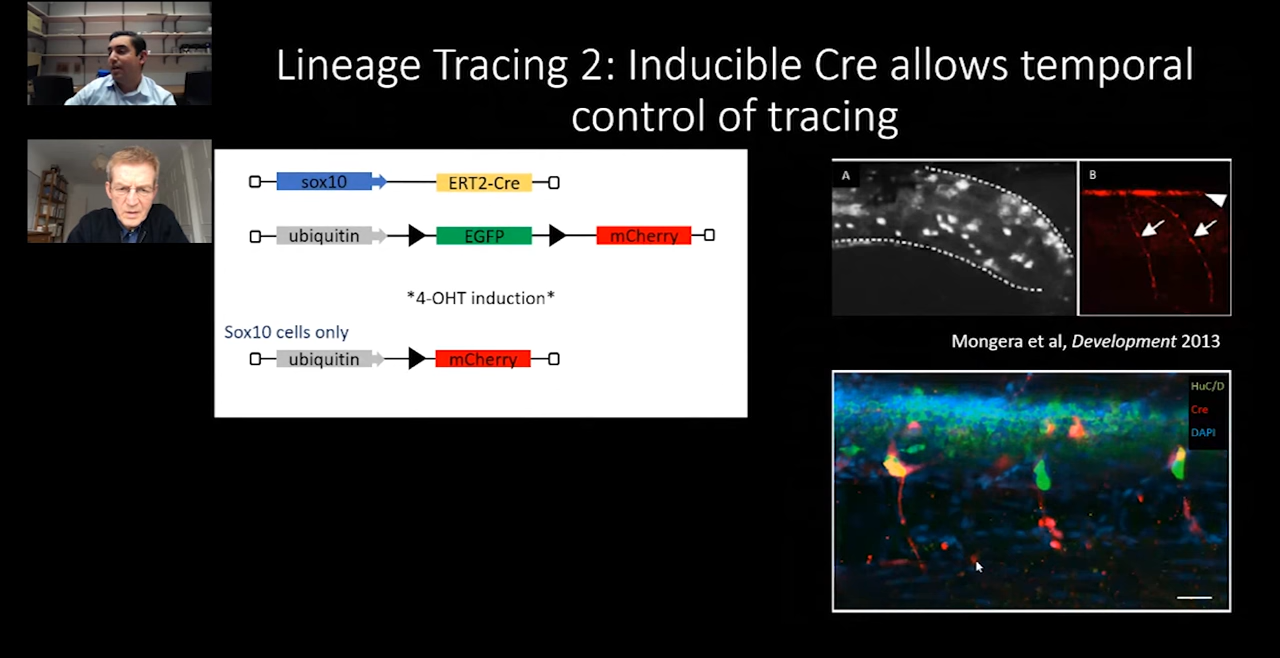 Lineage Tracing 2: Inducible Cre allows temporal
control of tracing
sox10
ERT2-Cre
ubiquitin
EGFP
mCherry
*4-OHT induction*
Sox10 cells only
ubiquitin
mCherry
A
B
Mongera et al, Development 2013
HuC/D
Cre
DAPI